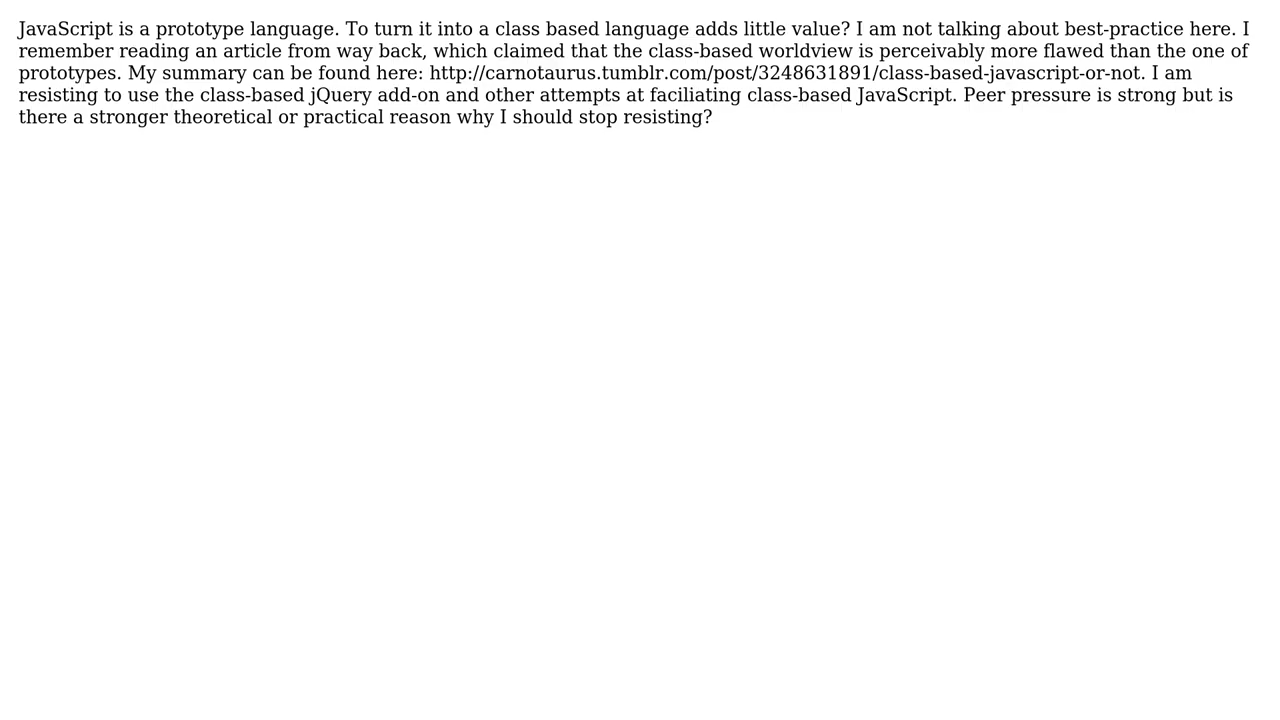 JavaScript is a prototype language. To turn it into a class based language adds little value? I am not talking about best-practice here. I
remember reading an article from way back, which claimed that the class-based worldview is perceivably more flawed than the one of
prototypes. My summary can be found here: http://carnotaurus.tumblr.com/post/3248631891/class-based-javascript-or-not. I am
resisting to use the class-based jQuery add-on and other attempts at faciliating class-based JavaScript. Peer pressure is strong but is
there a stronger theoretical or practical reason why I should stop resisting?